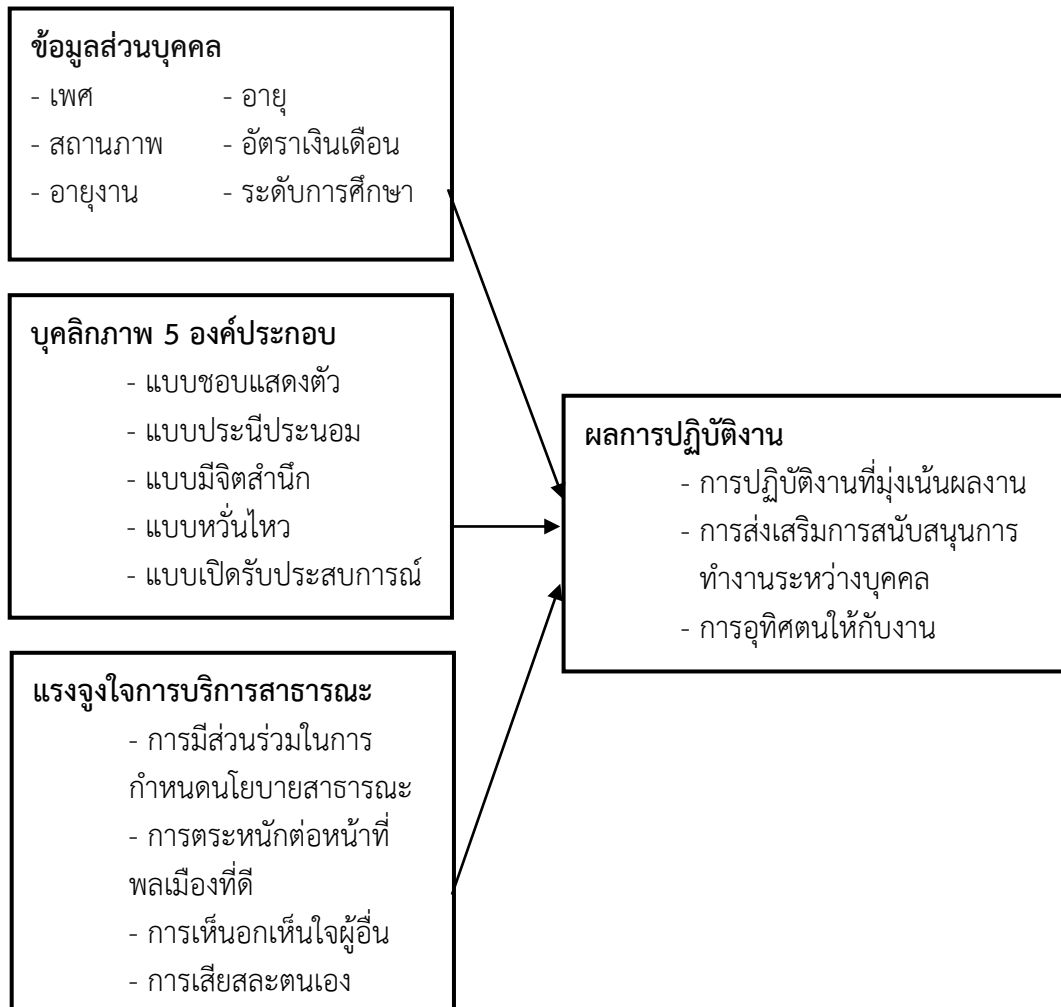 ข้อมูลส่วนบุคคล
- เพศ - อายุ
- สถานภาพ - อัตราเงินเดือน
- อายุงาน - ระดับการศึกษา
บุคลิกภาพ 5 องค์ประกอบ
- แบบชอบแสดงตัว
- แบบประนีประนอม
- แบบมีจิตสำนึก
- แบบหวั่นไหว
- แบบเปิดรับประสบการณ์
แรงจูงใจการบริการสาธารณะ
- การมีส่วนร่วมในการ
กำหนดนโยบายสาธารณะ
- การตระหนักต่อหน้าที่
พลเมืองที่ดี
- การเห็นอกเห็นใจผู้อื่น
- การเสียสละตนเอง
ผลการปฏิบัติงาน
- การปฏิบัติงานที่มุ่งเน้นผลงาน
- การส่งเสริมการสนับสนุนการ
ทำงานระหว่างบุคคล
- การอุทิศตนให้กับงาน